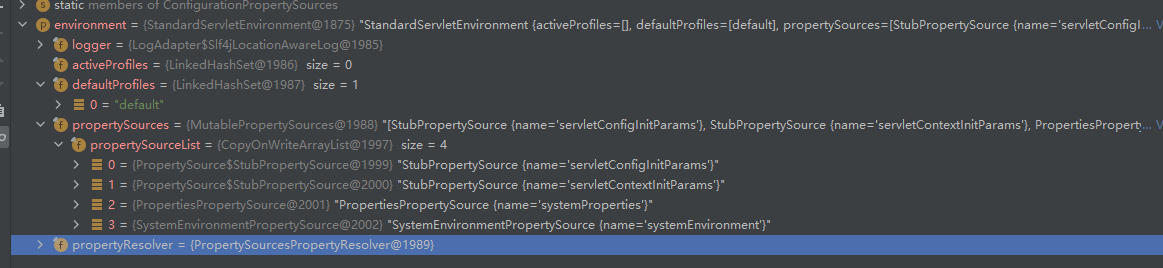 static members of ConfigurationPropertySources
environment = {StandardServletEnvironment@1875} "StandardServletEnvironment {activeProfiles=[], defaultProfiles=[default], propertySources=[StubPropertySource {name='servletConfigI... V
logger = {LogAdapter$Slf4jLocationAwareLog@1985}
activeProfiles = {LinkedHashSet@1986} size = 0
defaultProfiles = {LinkedHashSet@1987} size = 1
0 = "default"
propertySources = {MutablePropertySources@1988} "[StubPropertySource {name='servletConfigInitParams'}, StubPropertySource {name='servletContextInitParams'}, PropertiesProperty... V
propertySourceList = {CopyOnWriteArrayList@1997} size = 4
0 = {PropertySource$StubPropertySource@1999} "StubPropertySource {name='servletConfigInitParams'}"
1 = {PropertySource$StubPropertySource@2000} "StubPropertySource {name='servletContextInitParams'}"
2 = {PropertiesPropertySource@2001} "PropertiesPropertySource {name='systemProperties'}"
3 = {SystemEnvironmentPropertySource@2002} "SystemEnvironmentPropertySource {name='systemEnvironment'}"
propertyResolver = {PropertySourcesPropertyResolver@1989}